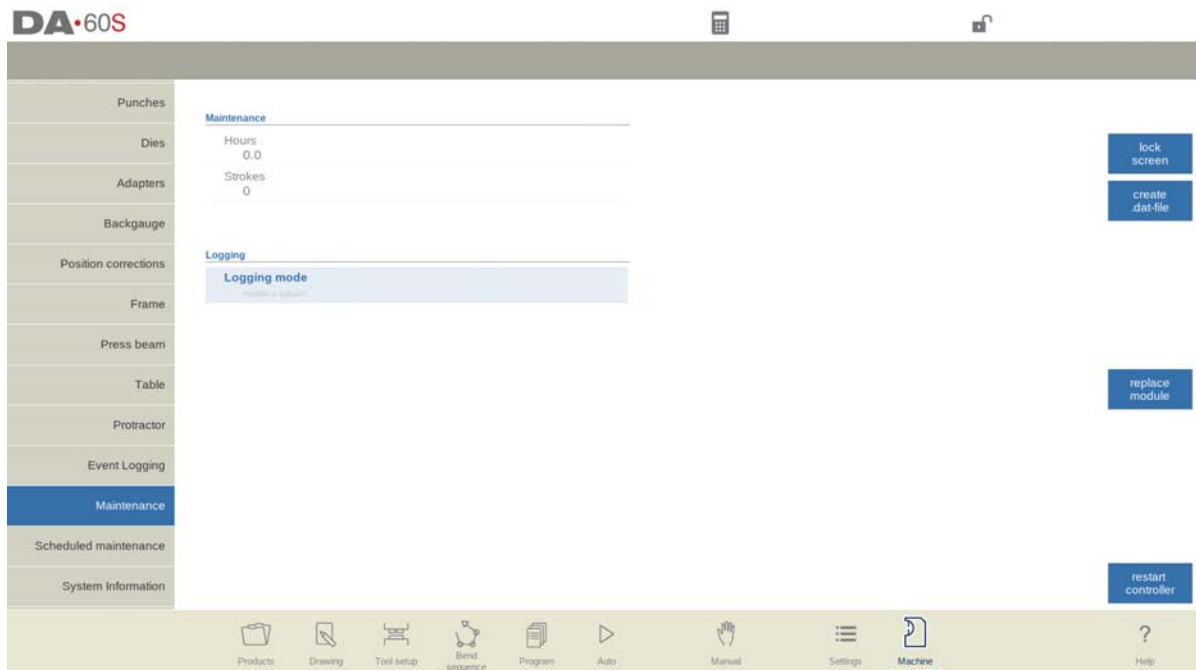 DA•60S
Punches
Dies
Adapters
Backgauge
Position corrections
Frame
Press beam
Table
Protractor
Event Logging
Maintenance
Scheduled maintenance
System Information
Maintenance
Hours
0.0
Strokes
0
Logging
Logging mode
lock
screen
create
.dat-file
replace
module
restart
controller
Products
Drawing
Tool setup
Bend
sequence
Program
Auto
Manual
Settings
Machine
?
Help